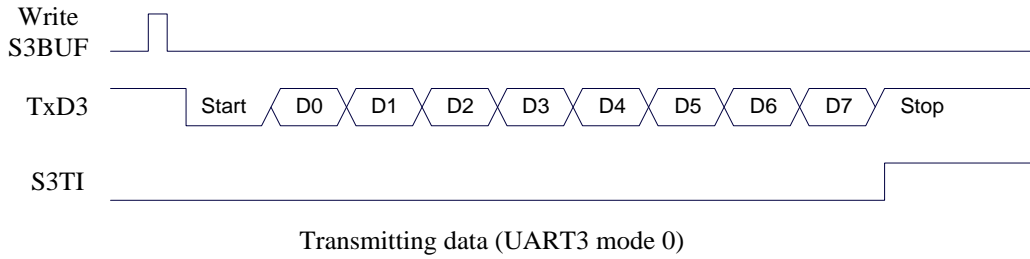 Write
S3BUF
TxD3 Start D0 D1 D2 D3 D4 D5 D6 D7 Stop
S3TI
Transmitting data (UART3 mode 0)